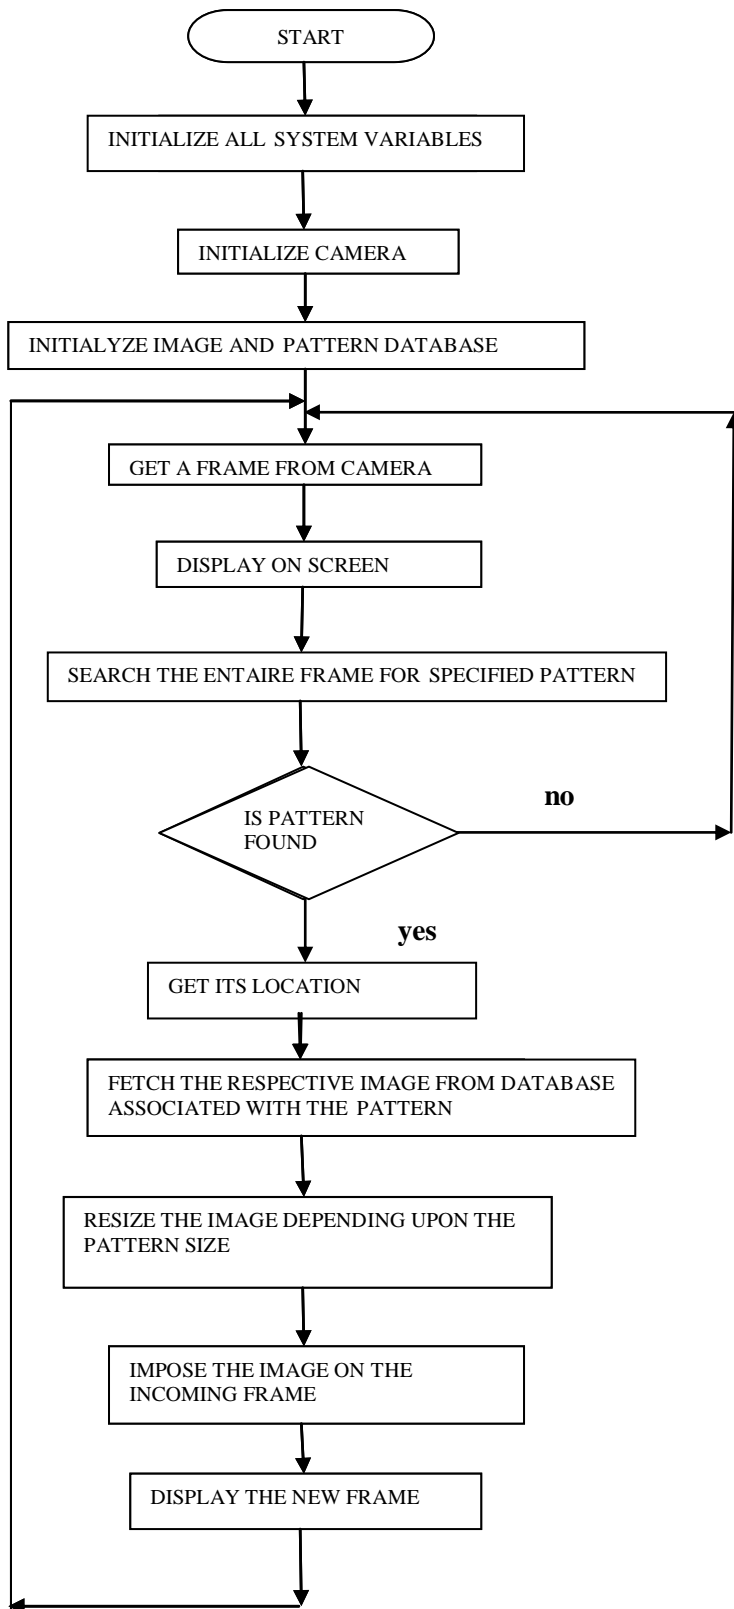 START
INITIALIZE ALL SYSTEM VARIABLES
INITIALIZE CAMERA
INITIALYZE IMAGE AND PATTERN DATABASE
GET A FRAME FROM CAMERA
DISPLAY ON SCREEN
SEARCH THE ENTAIRE FRAME FOR SPECIFIED PATTERN
IS PATTERN
FOUND
no
yes
GET ITS LOCATION
FETCH THE RESPECTIVE IMAGE FROM DATABASE
ASSOCIATED WITH THE PATTERN
RESIZE THE IMAGE DEPENDING UPON THE
PATTERN SIZE
IMPOSE THE IMAGE ON THE
INCOMING FRAME
DISPLAY THE NEW FRAME